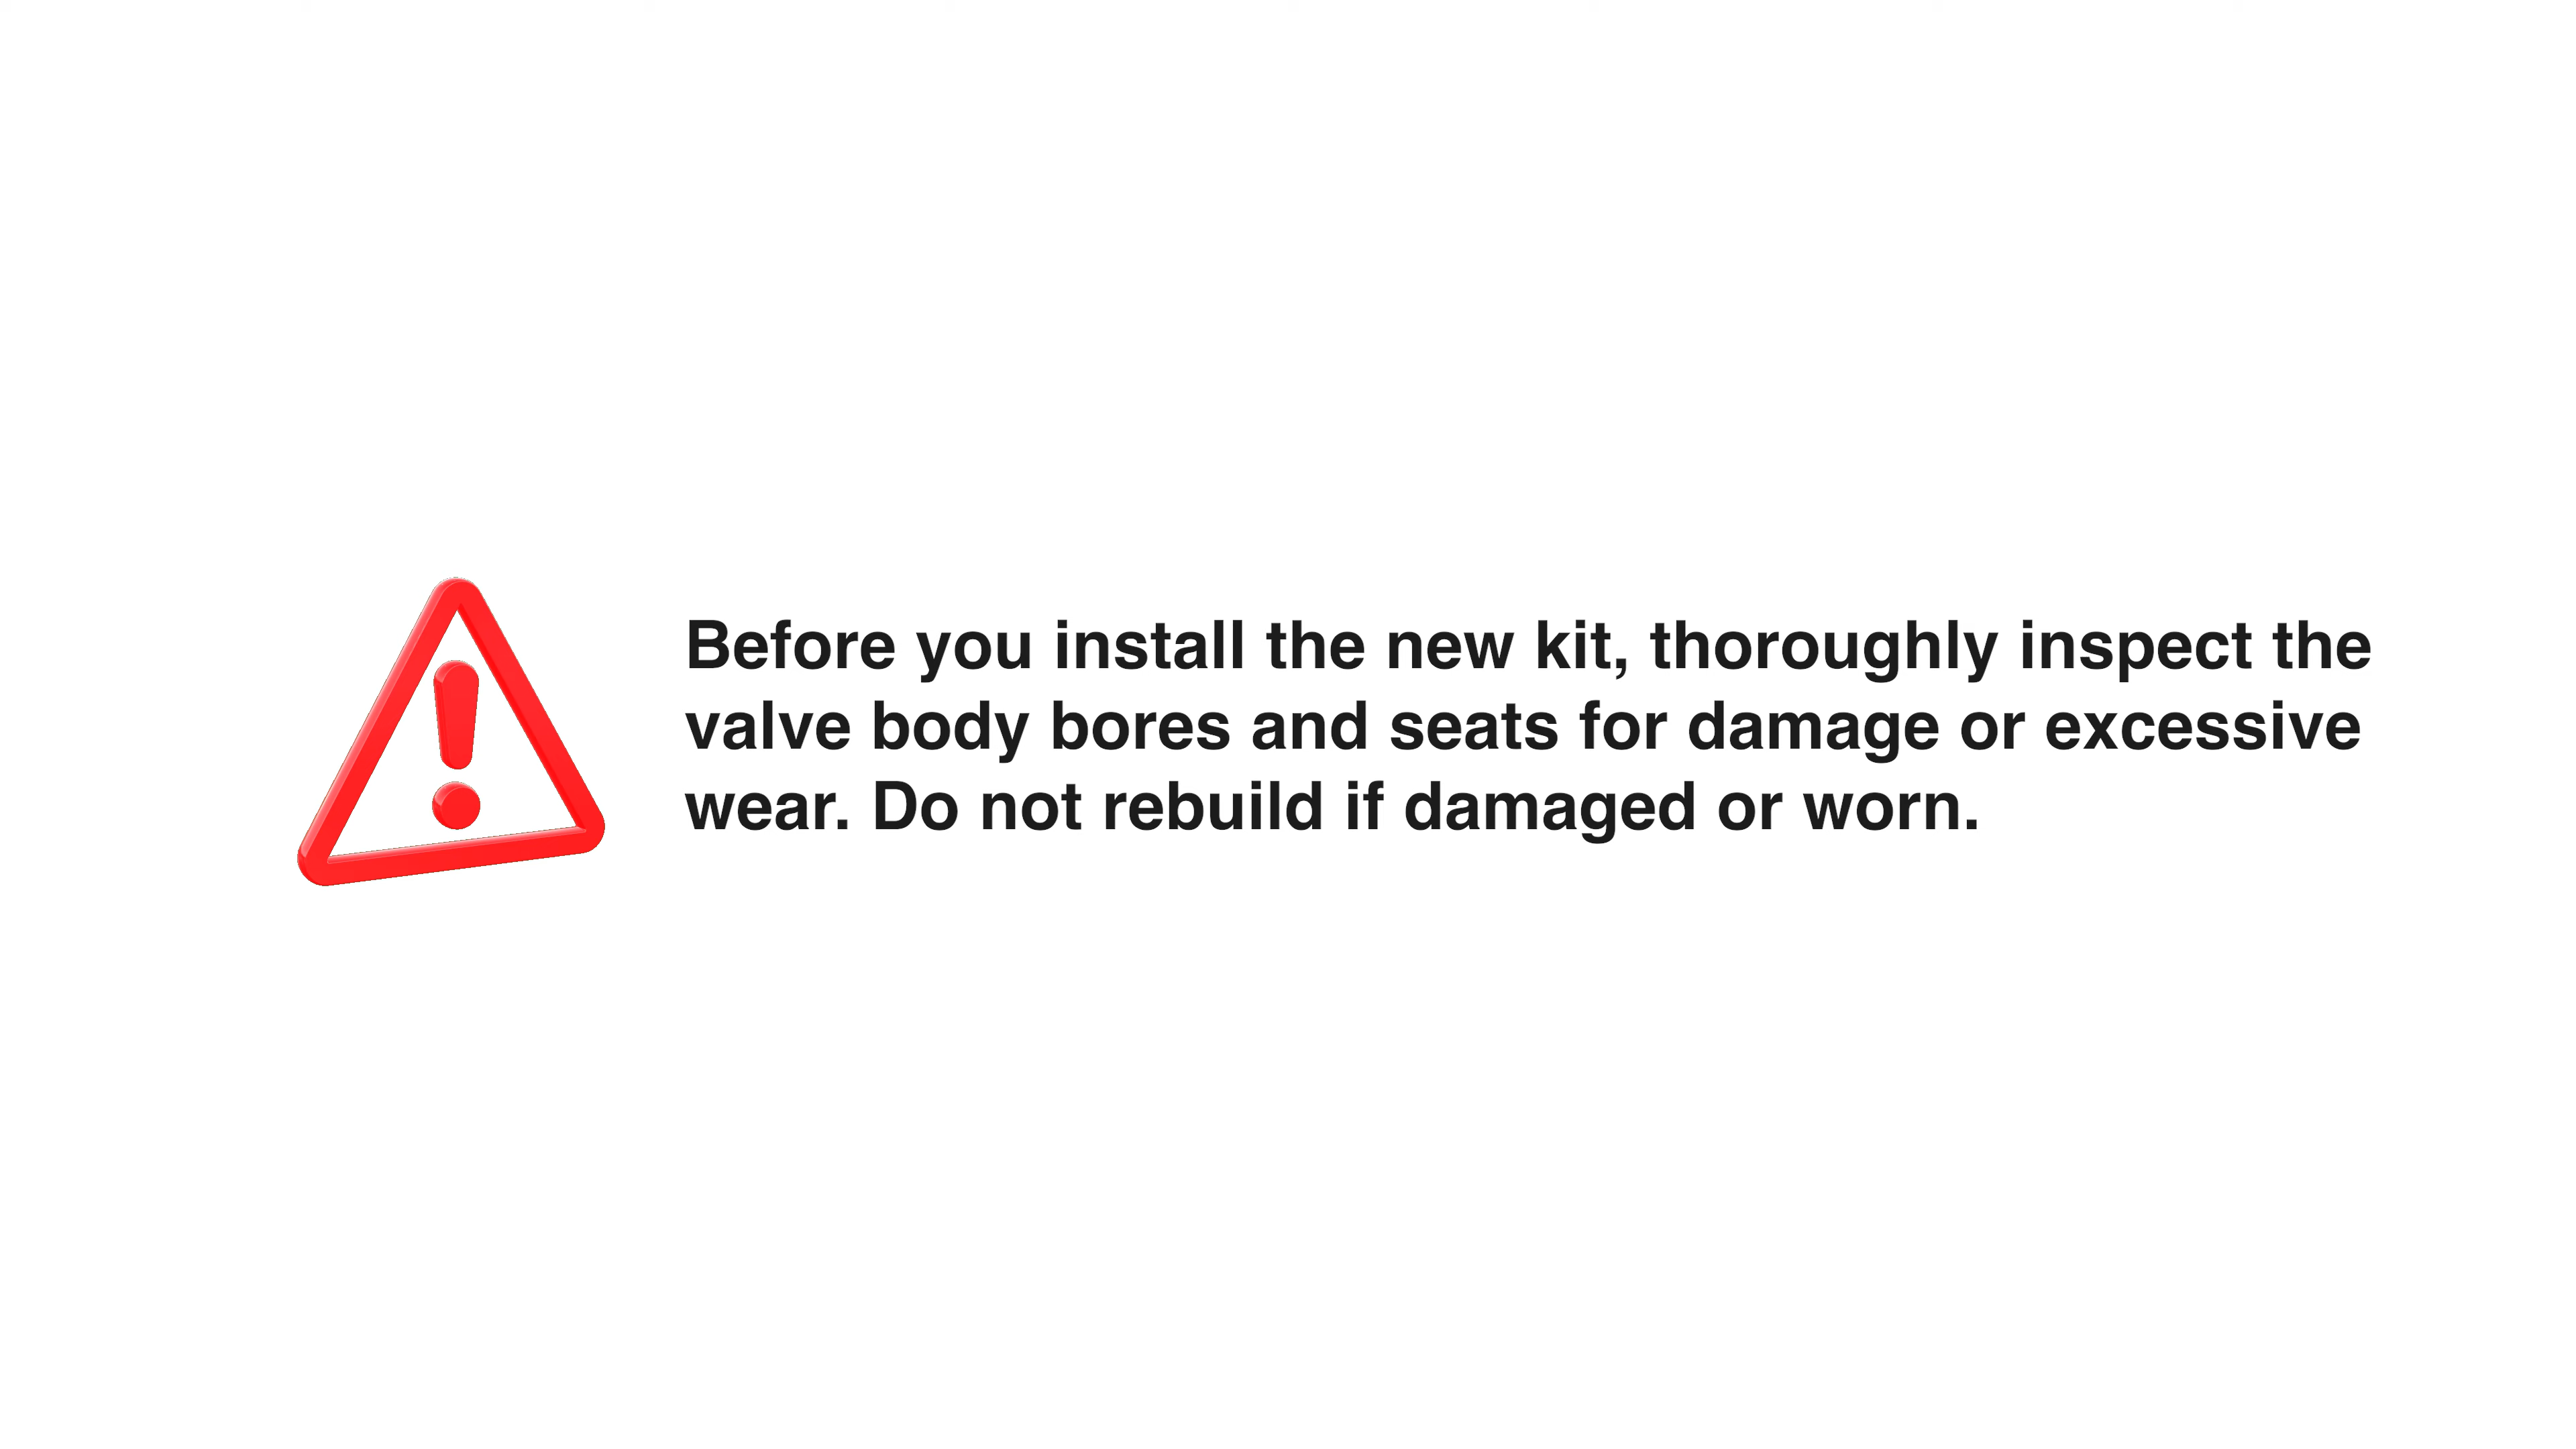 Before you install the new kit, thoroughly inspect the
valve body bores and seats for damage or excessive
wear. Do not rebuild if damaged or worn.